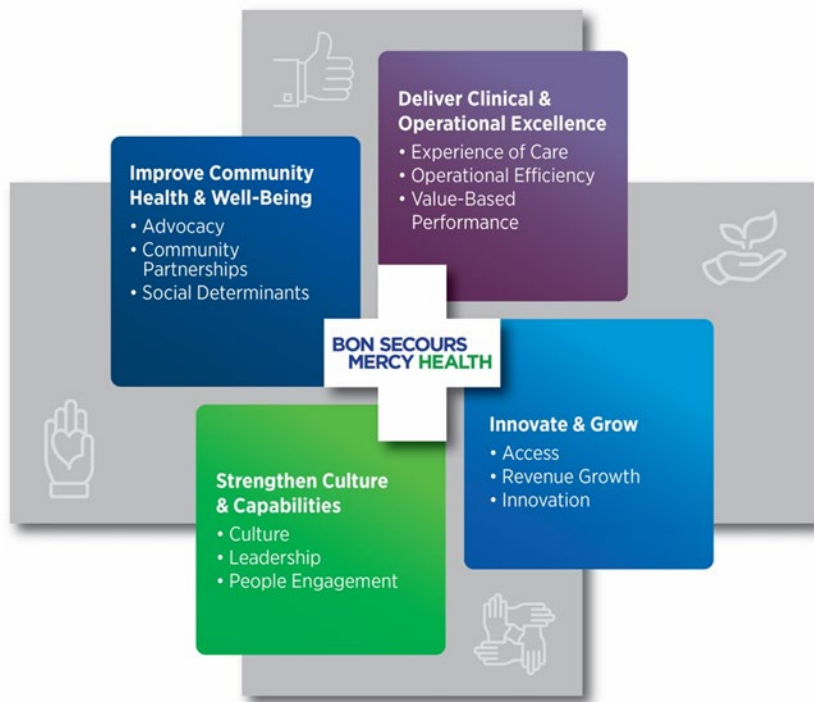 Deliver Clinical &
Operational Excellence
• Experience of Care
• Operational Efficiency
• Value-Based
Performance
Improve Community
Health & Well-Being
• Advocacy
• Community
Partnerships
• Social Determinants
BON SECOURS
MERCY HEALTH
Innovate & Grow
• Access
• Revenue Growth
• Innovation
Strengthen Culture
& Capabilities
• Culture
• Leadership
• People Engagement